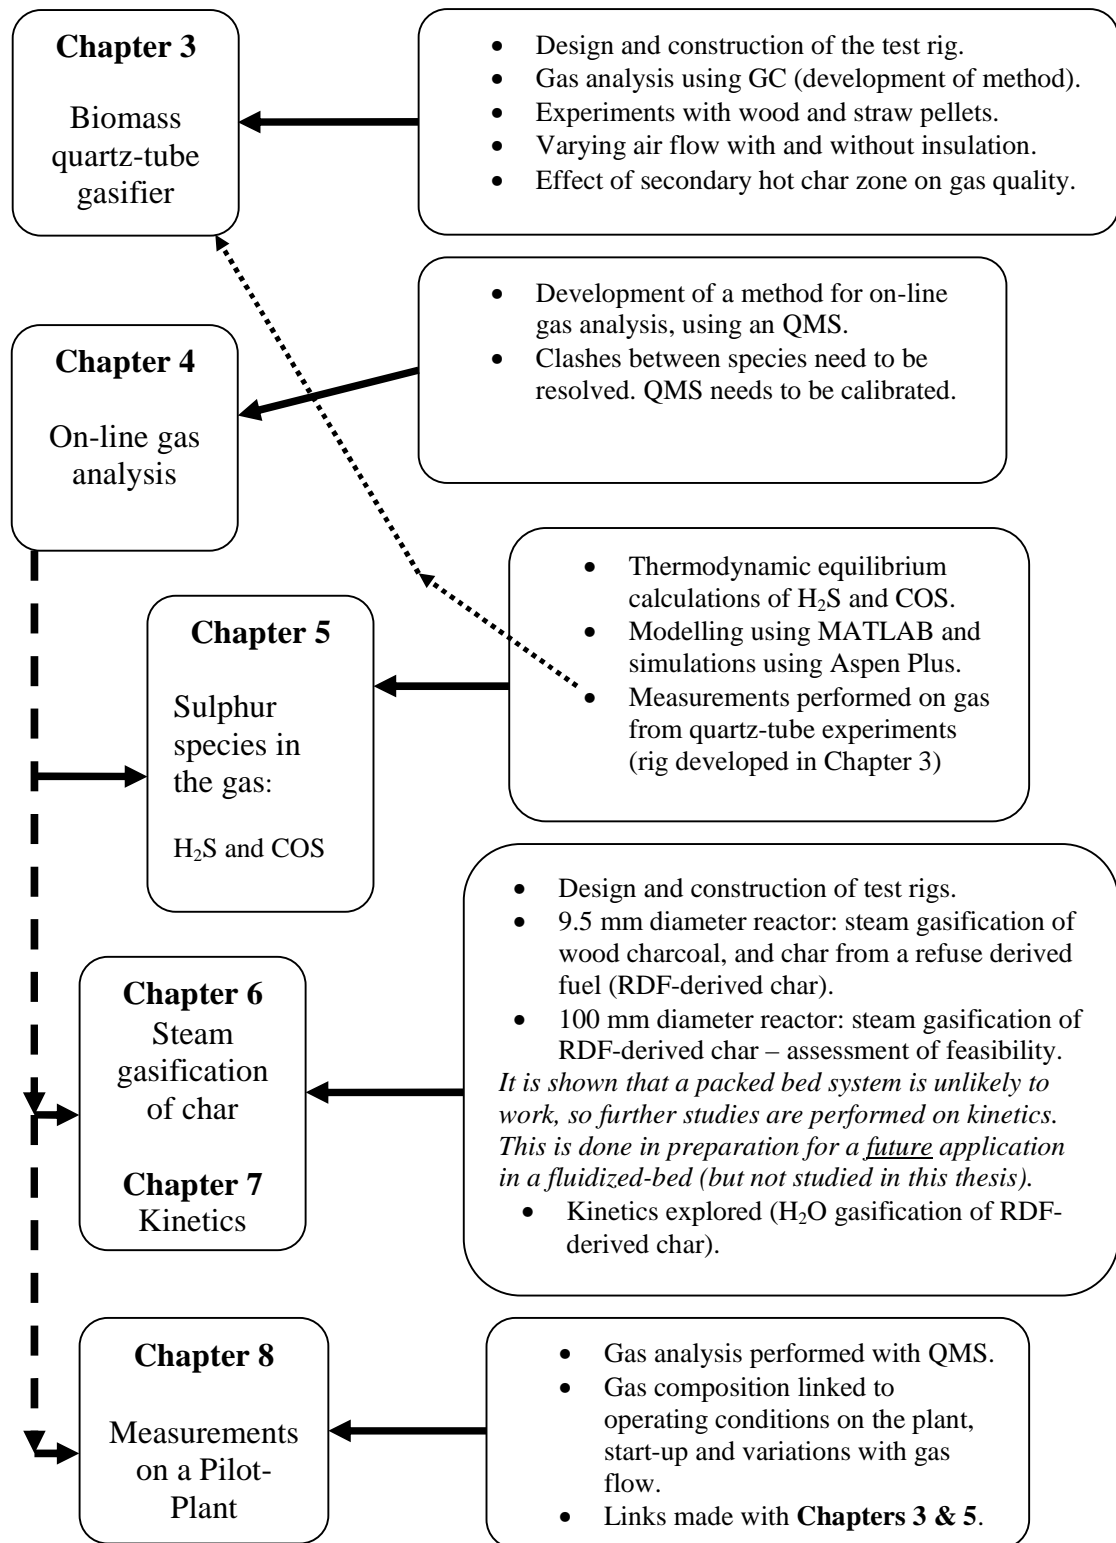 Chapter 3
Biomass
quartz-tube
gasifier
• Design and construction of the test rig.
• Gas analysis using GC (development of method).
• Experiments with wood and straw pellets.
• Varying air flow with and without insulation.
• Effect of secondary hot char zone on gas quality.
Chapter 4
On-line gas
analysis
• Development of a method for on-line
gas analysis, using an QMS.
• Clashes between species need to be
resolved. QMS needs to be calibrated.
Chapter 5
Sulphur
species in
the gas:
H₂S and COS
• Thermodynamic equilibrium
calculations of H₂S and COS.
• Modelling using MATLAB and
simulations using Aspen Plus.
• Measurements performed on gas
from quartz-tube experiments
(rig developed in Chapter 3)
Chapter 6
Steam
gasification
of char
Chapter 7
Kinetics
• Design and construction of test rigs.
• 9.5 mm diameter reactor: steam gasification of
wood charcoal, and char from a refuse derived
fuel (RDF-derived char).
• 100 mm diameter reactor: steam gasification of
RDF-derived char – assessment of feasibility.
It is shown that a packed bed system is unlikely to
work, so further studies are performed on kinetics.
This is done in preparation for a future application
in a fluidized-bed (but not studied in this thesis).
• Kinetics explored (H₂O gasification of RDF-
derived char).
Chapter 8
Measurements
on a Pilot-
Plant
• Gas analysis performed with QMS.
• Gas composition linked to
operating conditions on the plant,
start-up and variations with gas
flow.
• Links made with Chapters 3 & 5.